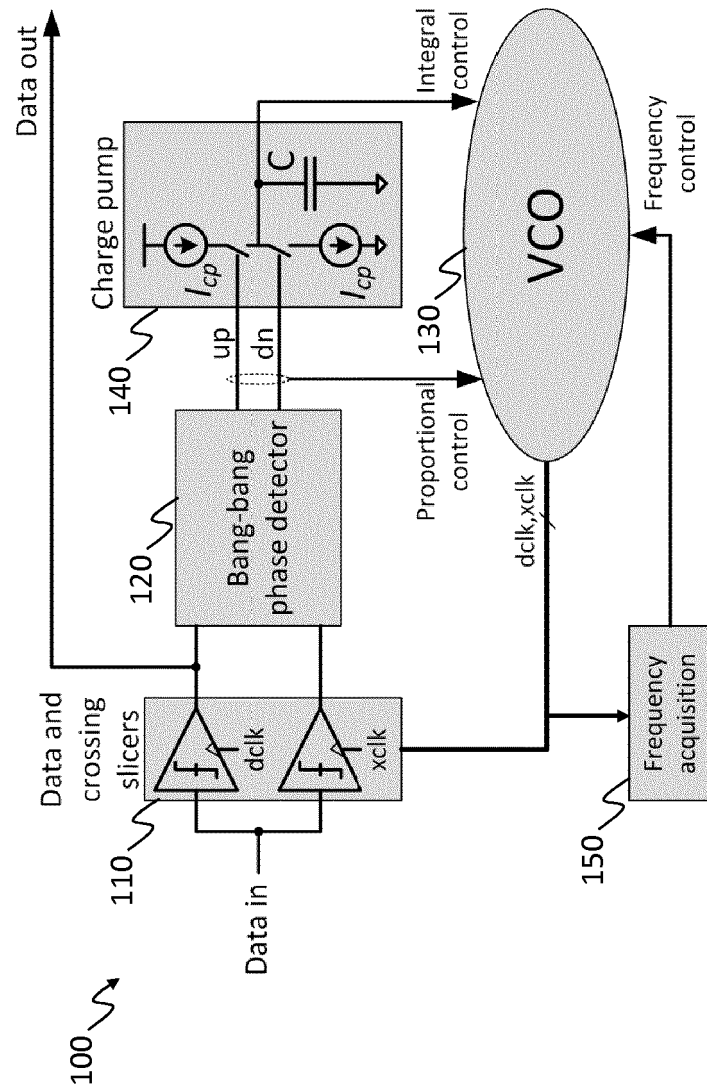 100
Data in
110
Data and
crossing
slicers
dclk
xclk
Data out
120
Bang-bang
phase detector
up
dn
140
Charge pump
Icp
Icp
C
Proportional
control
Integral
control
130
VCO
dclk,xclk
150
Frequency
acquisition
Frequency
control